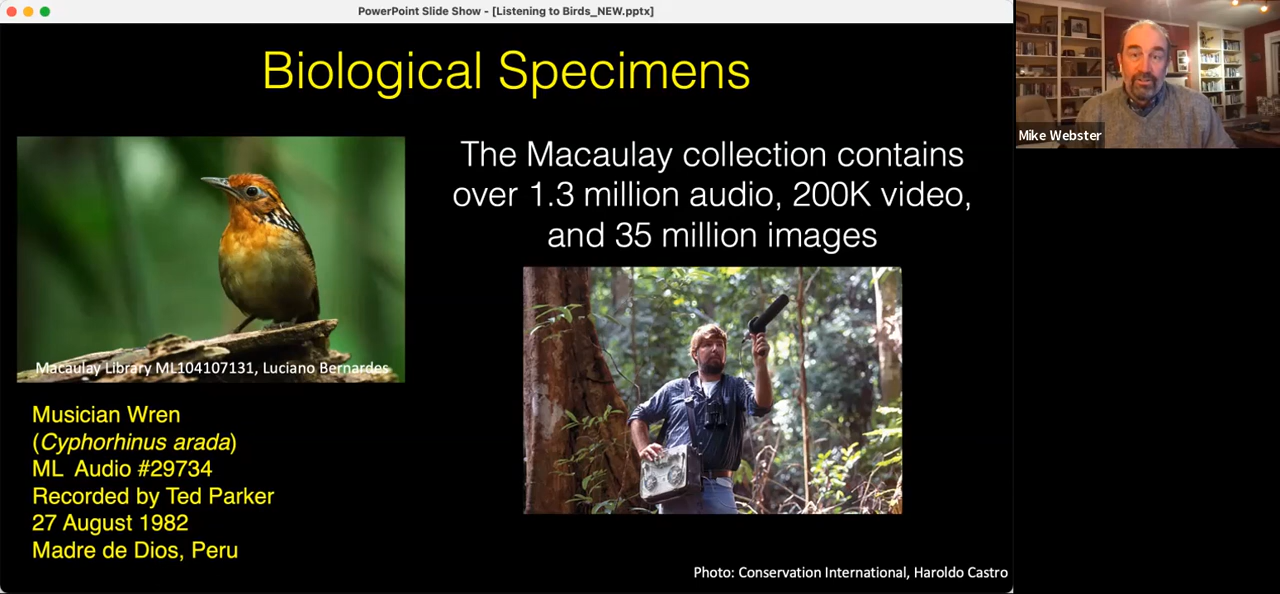 PowerPoint Slide Show - [Listening to Birds_NEW.pptx]
Biological Specimens
The Macaulay collection contains
over 1.3 million audio, 200K video,
and 35 million images
Macaulay Library ML104107131, Luciano Bernardes
Musician Wren
(Cyphorhinus arada)
ML  Audio #29734
Recorded by Ted Parker
27 August 1982
Madre de Dios, Peru
Photo: Conservation International, Haroldo Castro
Mike Webster